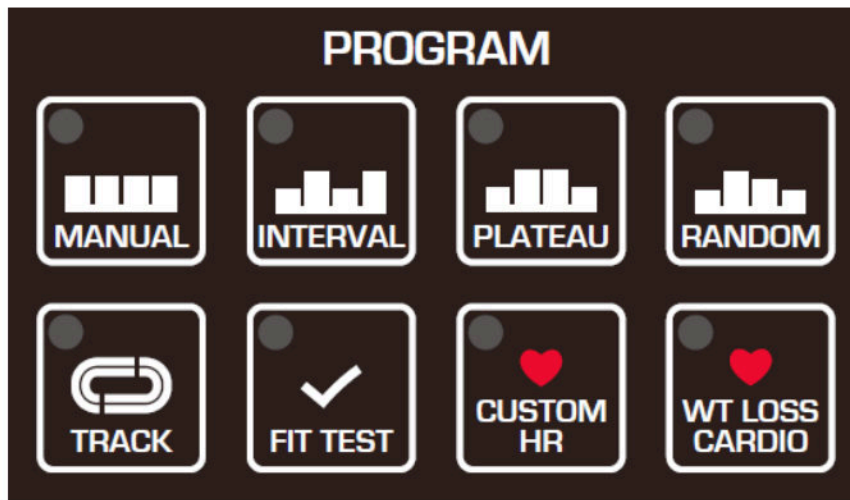 PROGRAM
MANUAL
INTERVAL
PLATEAU
RANDOM
TRACK
FIT TEST
CUSTOM
HR
WT LOSS
CARDIO